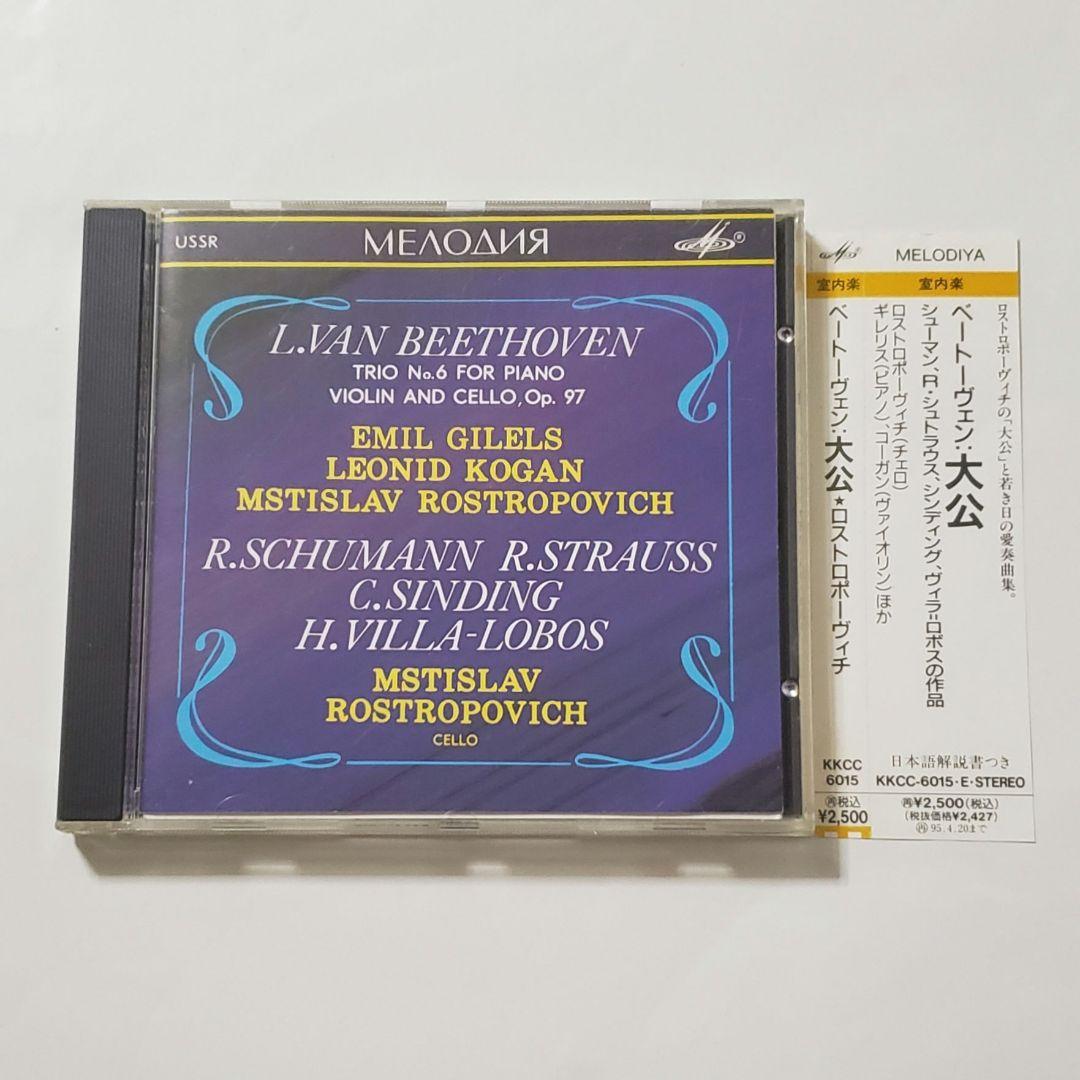 USSR
МЕЛОДИЯ
L.VAN BEETHOVEN
TRIO No.6 FOR PIANO
VIOLIN AND CELLO, Op. 97
EMIL GILELS
LEONID KOGAN
MSTISLAV ROSTROPOVICH
R.SCHUMANN R.STRAUSS
C.SINDING
H.VILLA-LOBOS
MSTISLAV
ROSTROPOVICH
CELLO
室内楽
ベートーヴェン:大公★ロストロポーヴィチ
KKCC
6015
税込
¥2,500
MELODIYA
室内楽
ロストロポーヴィチの「大公」と若き日の愛奏曲集。
ベートーヴェン:大公
シューマン、R・シュトラウス、シンディング、ヴィラ=ロボスの作品
ロストロポーヴィチ(チェロ)
ギレリス(ピアノ)、コーガン(ヴァイオリン)ほか
日本語解説書つき
KKCC-6015・E・STEREO
㊢¥2,500(税込)
(税抜価格¥2,427)
95.4.20まで